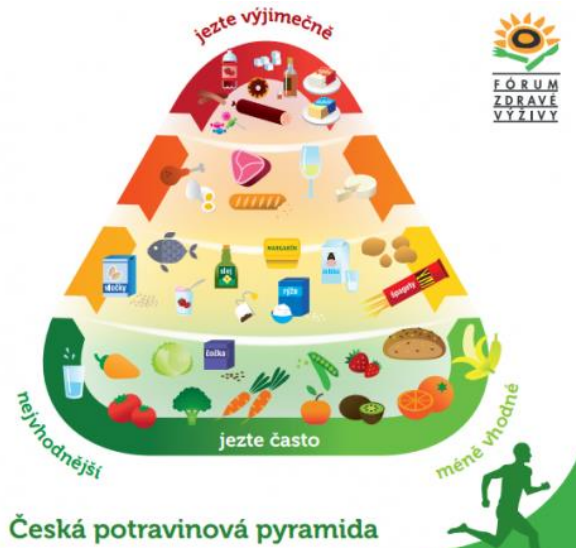 jezte výjimečně
FÓRUM
ZDRAVÉ
VÝŽIVY
MARGARÍN
olej
vločky
rýže
špagety
čočka
nejvhodnější
jezte často
méně vhodné
Česká potravinová pyramida